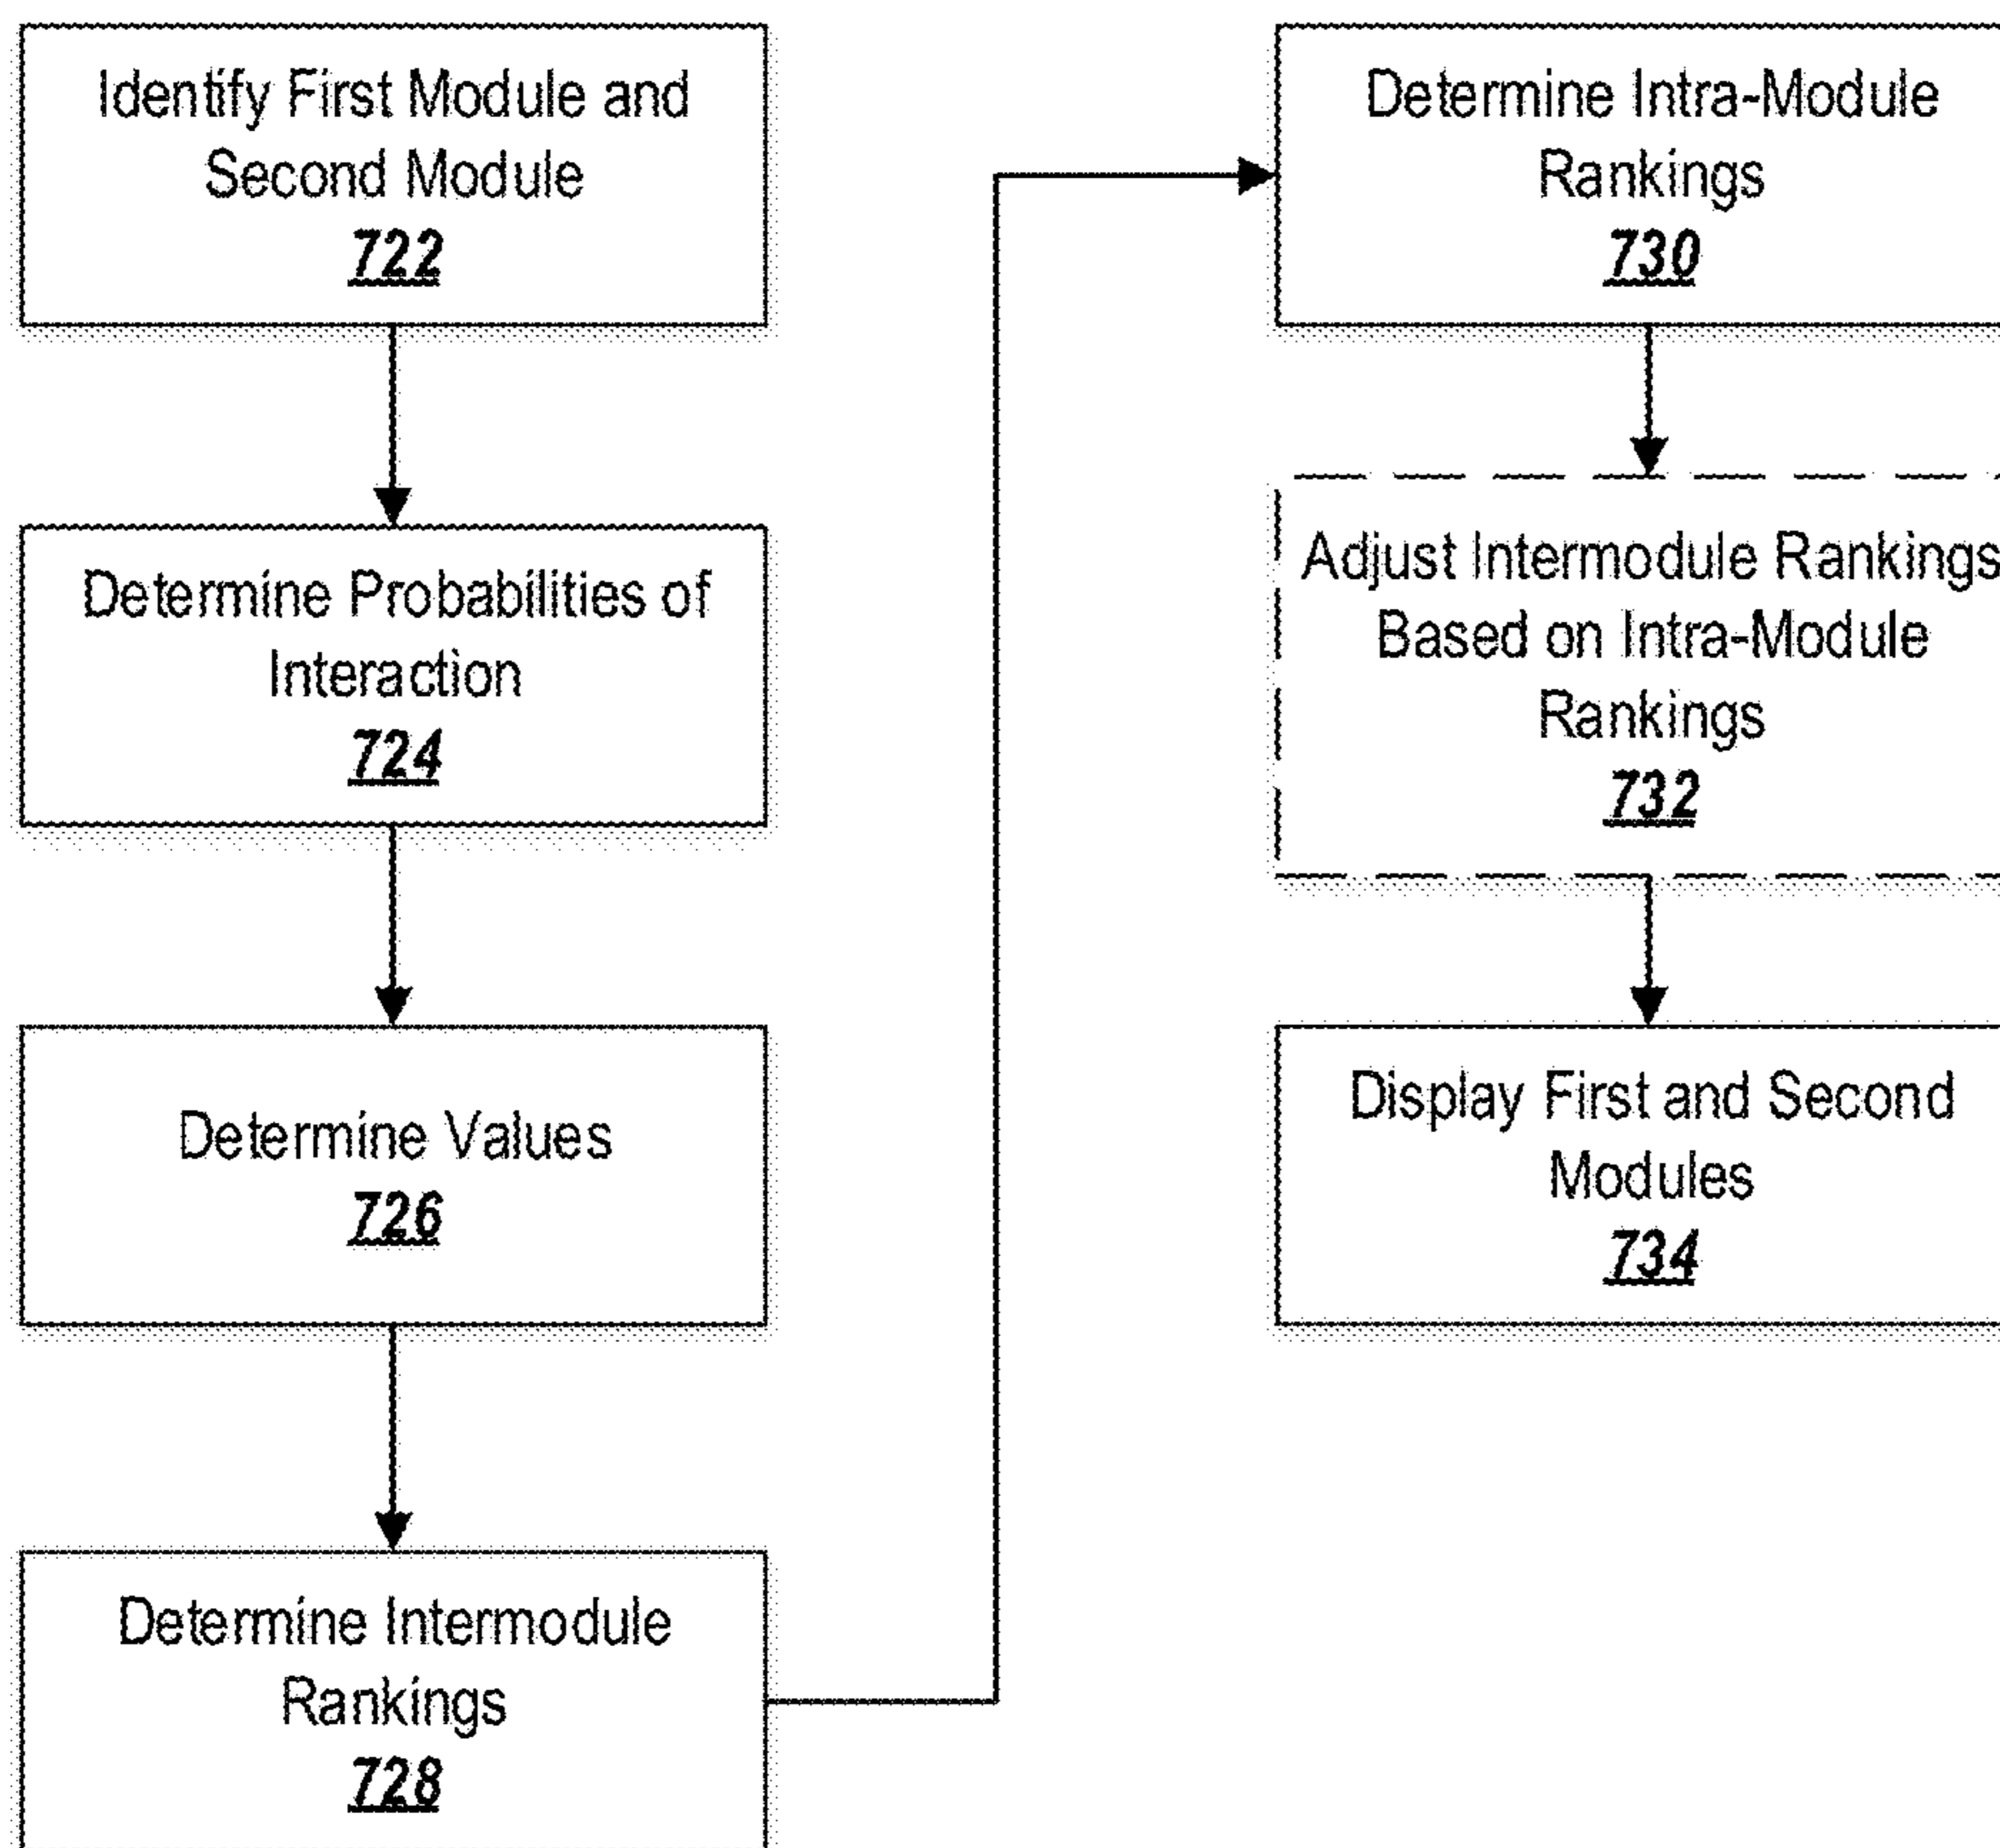 Identify First Module and
Second Module
722
Determine Probabilities of
Interaction
724
Determine Values
726
Determine Intermodule
Rankings
728
Determine Intra-Module
Rankings
730
Adjust Intermodule Rankings
Based on Intra-Module
Rankings
732
Display First and Second
Modules
734